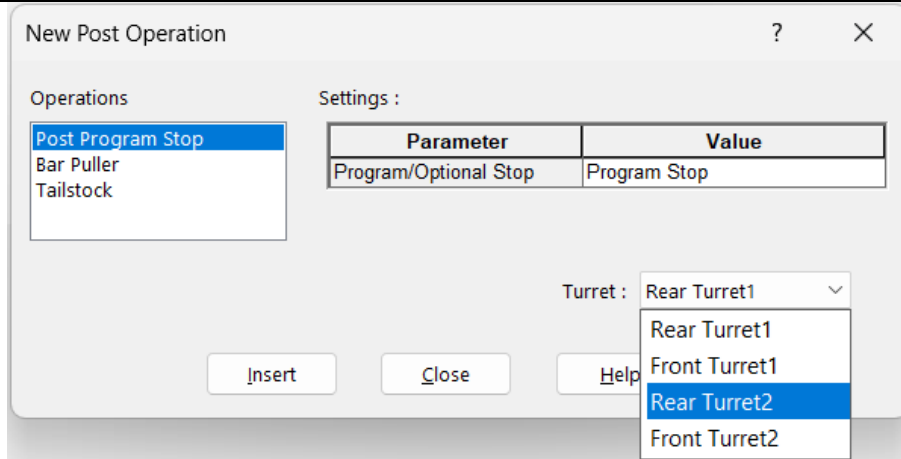 New Post Operation ?
Operations
Settings :
Post Program Stop
Bar Puller
Tailstock
Parameter Value
Program/Optional Stop Program Stop
Turret : Rear Turret1
Rear Turret1
Front Turret1
Rear Turret2
Front Turret2
Insert Close Help